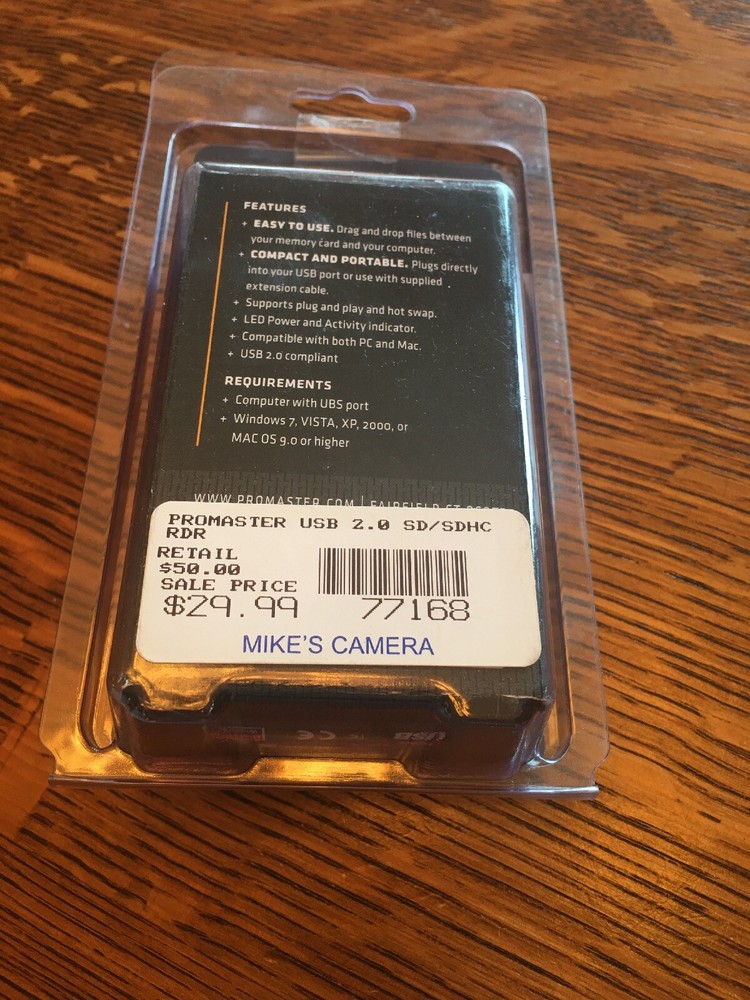 FEATURES
+ EASY TO USE. Drag and drop files between
your memory card and your computer.
+ COMPACT AND PORTABLE. Plugs directly
into your USB port or use with supplied
extension cable.
+ Supports plug and play and hot swap.
+ LED Power and Activity indicator.
+ Compatible with both PC and Mac.
+ USB 2.0 compliant
REQUIREMENTS
+ Computer with UBS port
+ Windows 7, VISTA, XP, 2000, or
MAC OS 9.0 or higher
WWW.PROMASTER.COM | FAIRFIELD CT
PROMASTER USB 2.0 SD/SDHC
RDR
RETAIL
$50.00
SALE PRICE
$29.99 77168
MIKE'S CAMERA
CE USB